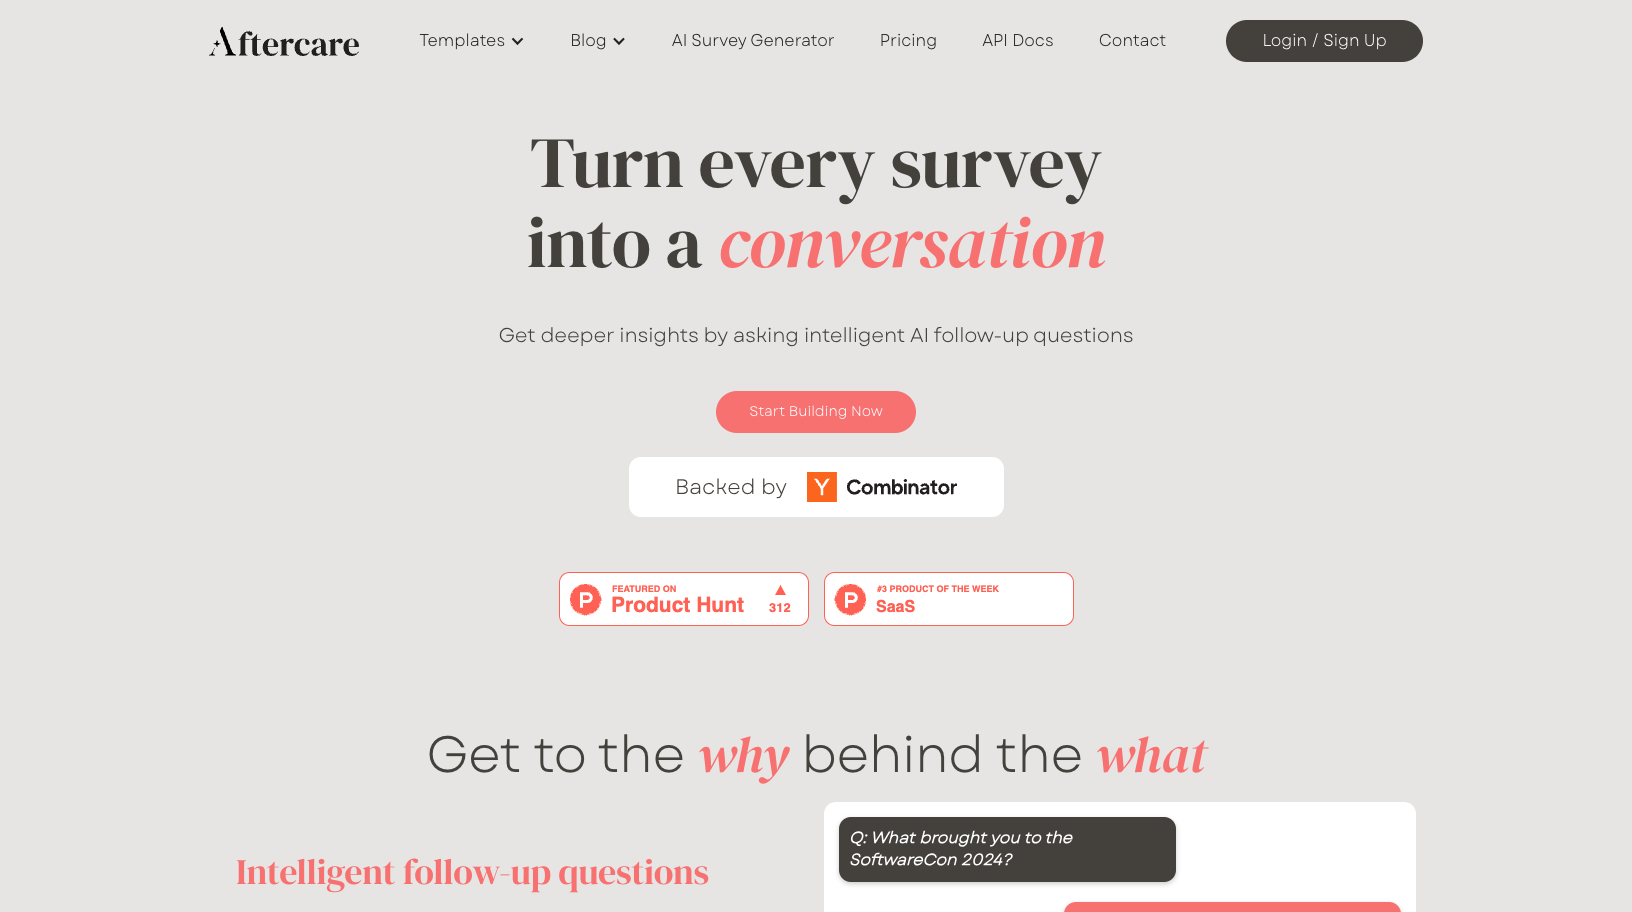 Aftercare
Templates
Blog
AI Survey Generator
Pricing
API Docs
Contact
Login / Sign Up
Turn every survey
into a conversation
Get deeper insights by asking intelligent AI follow-up questions
Start Building Now
Backed by Y Combinator
P FEATURED ON
Product Hunt
▲
312
P #3 PRODUCT OF THE WEEK
SaaS
Get to the why behind the what
Intelligent follow-up questions
Q: What brought you to the
SoftwareCon 2024?